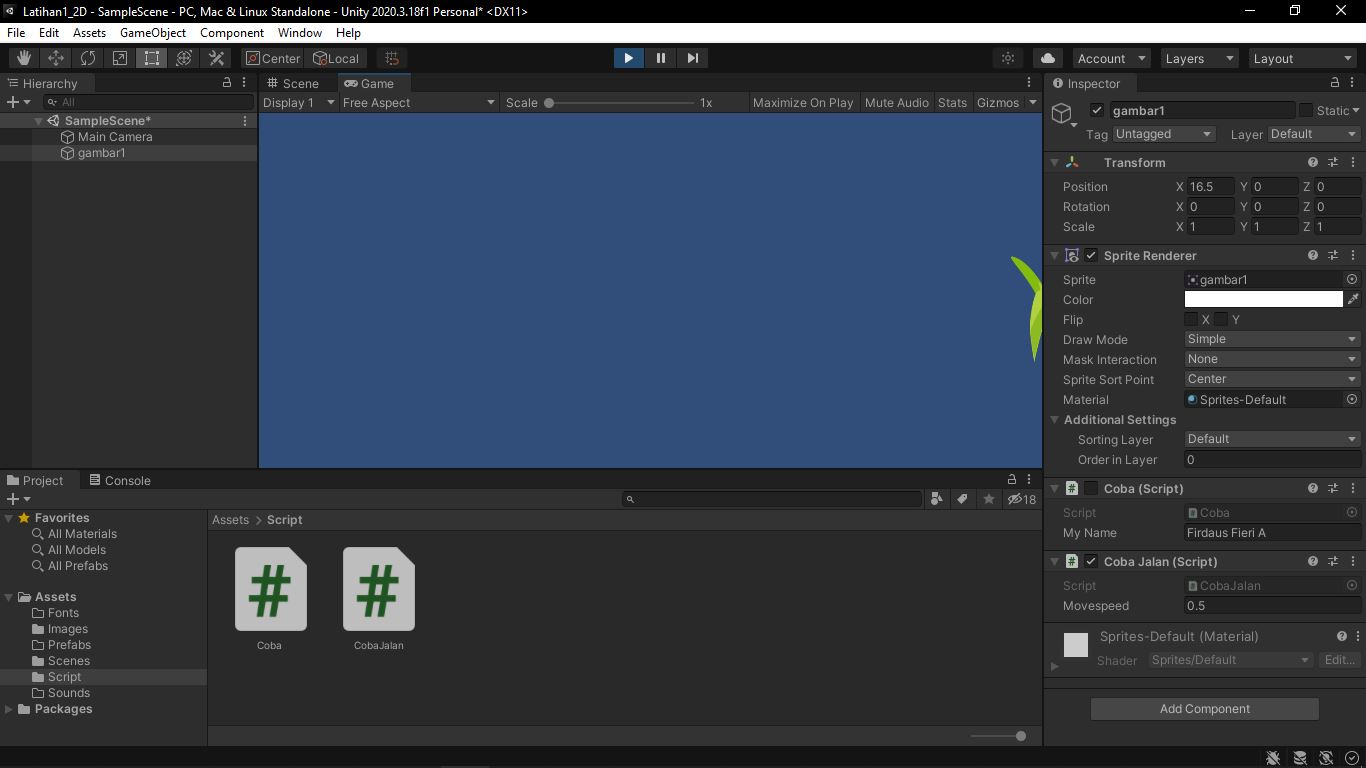 Latihan1_2D - SampleScene - PC, Mac & Linux Standalone - Unity 2020.3.18f1 Personal* <DX11>
File Edit Assets GameObject Component Window Help
Center Local Account Layers Layout
Hierarchy
All
SampleScene*
Main Camera
gambar1
Scene Game
Display 1 Free Aspect Scale 1x Maximize On Play Mute Audio Stats Gizmos
Inspector
gambar1 Static
Tag Untagged Layer Default
Transform
Position X 16.5 Y 0 Z 0
Rotation X 0 Y 0 Z 0
Scale X 1 Y 1 Z 1
Sprite Renderer
Sprite gambar1
Color
Flip X Y
Draw Mode Simple
Mask Interaction None
Sprite Sort Point Center
Material Sprites-Default
Additional Settings
Sorting Layer Default
Order in Layer 0
# Coba (Script)
Script # Coba
My Name Firdaus Fieri A
# Coba Jalan (Script)
Script # CobaJalan
Movespeed 0.5
Sprites-Default (Material)
Shader Sprites/Default Edit...
Add Component
Project Console
18
Favorites
All Materials
All Models
All Prefabs
Assets
Fonts
Images
Prefabs
Scenes
Script
Sounds
Packages
Assets > Script
# #
Coba CobaJalan